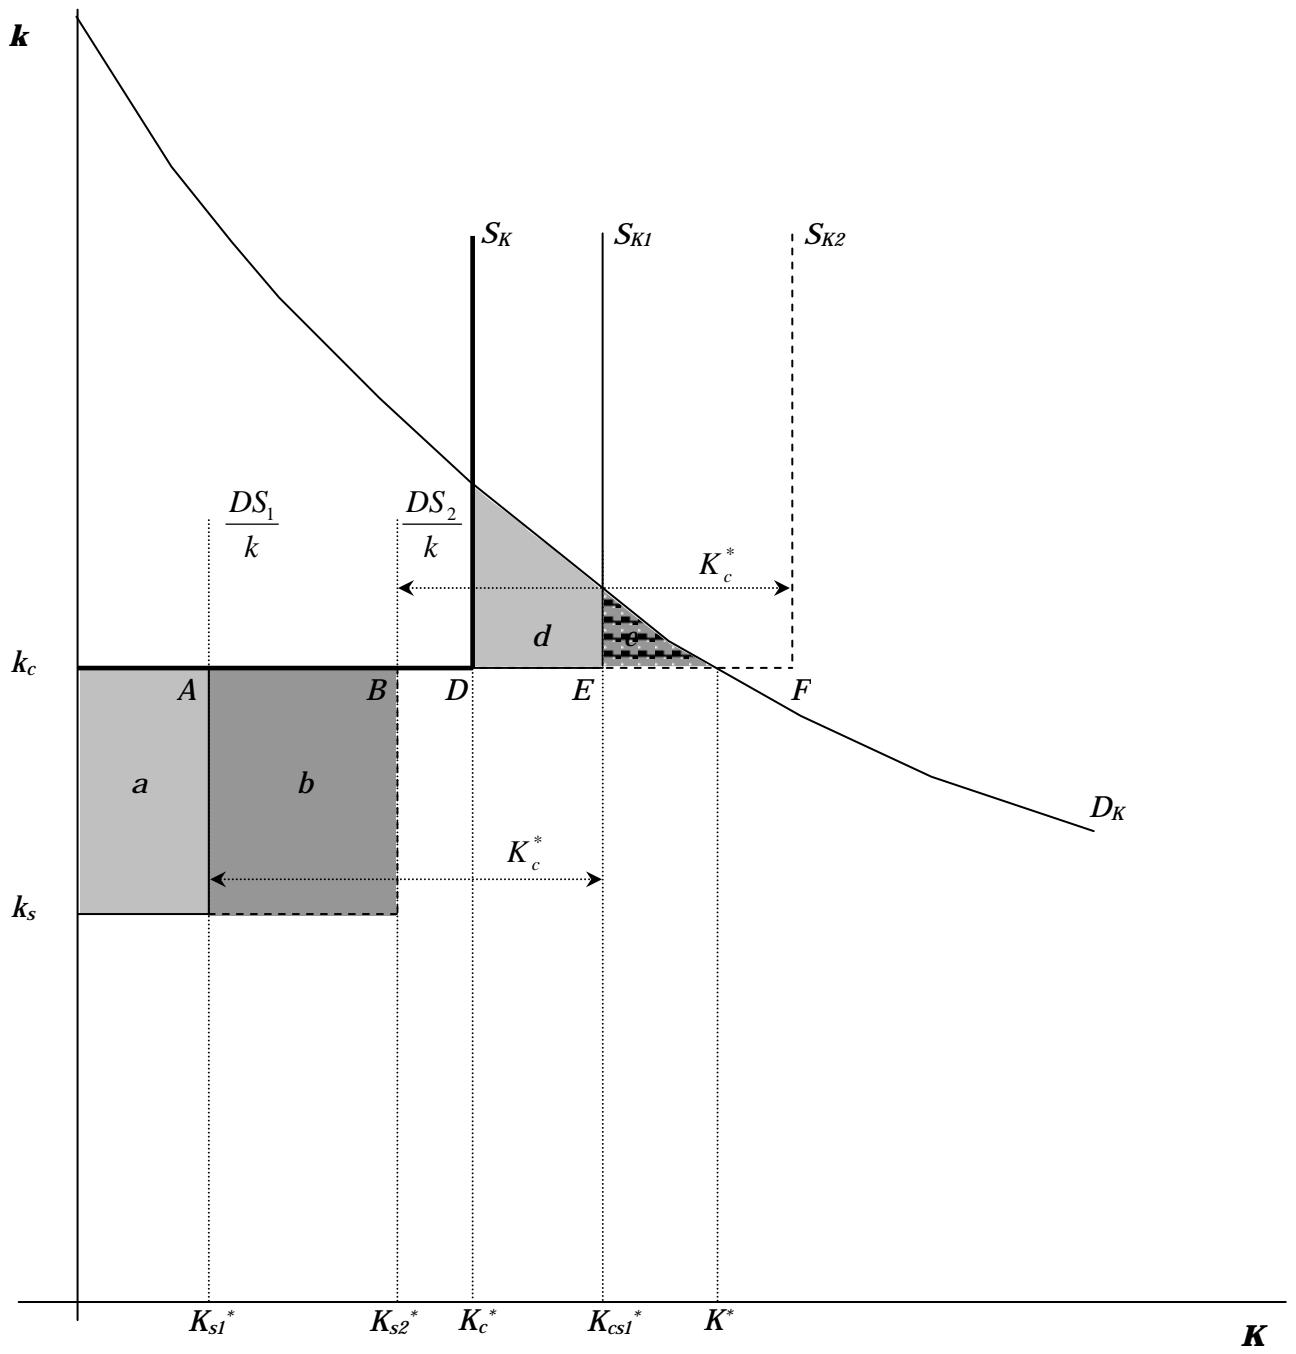 k
S_K S_K1 S_K2
DS_1/k DS_2/k
K_c^*
d
k_c
A B D E F
a b
D_K
K_c^*
k_s
K_s1^* K_s2^* K_c^* K_cs1^* K^*
K